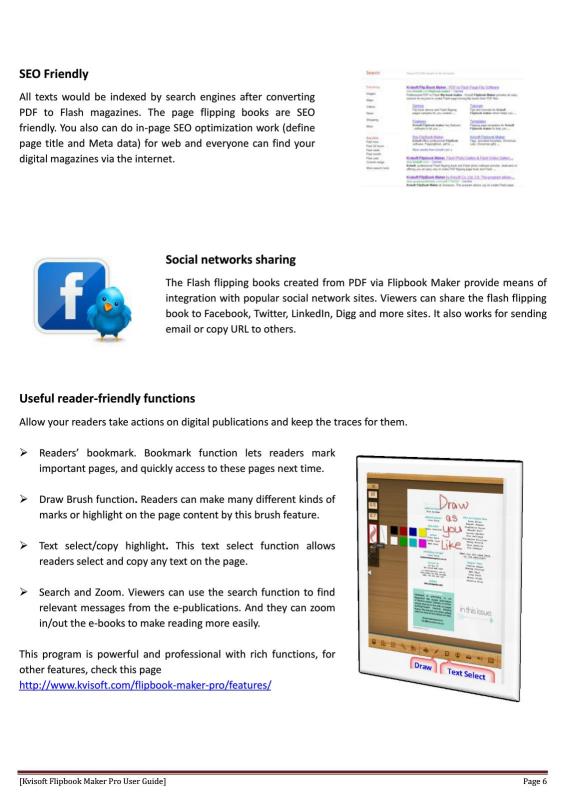 SEO Friendly
All texts would be indexed by search engines after converting
PDF to Flash magazines. The page flipping books are SEO
friendly. You also can do in-page SEO optimization work (define
page title and Meta data) for web and everyone can find your
digital magazines via the internet.
Search
Social networks sharing
The Flash flipping books created from PDF via Flipbook Maker provide means of
integration with popular social network sites. Viewers can share the flash flipping
book to Facebook, Twitter, LinkedIn, Digg and more sites. It also works for sending
email or copy URL to others.
Useful reader-friendly functions
Allow your readers take actions on digital publications and keep the traces for them.
➢ Readers’ bookmark. Bookmark function lets readers mark
important pages, and quickly access to these pages next time.
➢ Draw Brush function. Readers can make many different kinds of
marks or highlight on the page content by this brush feature.
➢ Text select/copy highlight. This text select function allows
readers select and copy any text on the page.
➢ Search and Zoom. Viewers can use the search function to find
relevant messages from the e-publications. And they can zoom
in/out the e-books to make reading more easily.
This program is powerful and professional with rich functions, for
other features, check this page
http://www.kvisoft.com/flipbook-maker-pro/features/
Draw
as
you
Like
in this issue
Draw
Text Select
[Kvisoft Flipbook Maker Pro User Guide]
Page 6